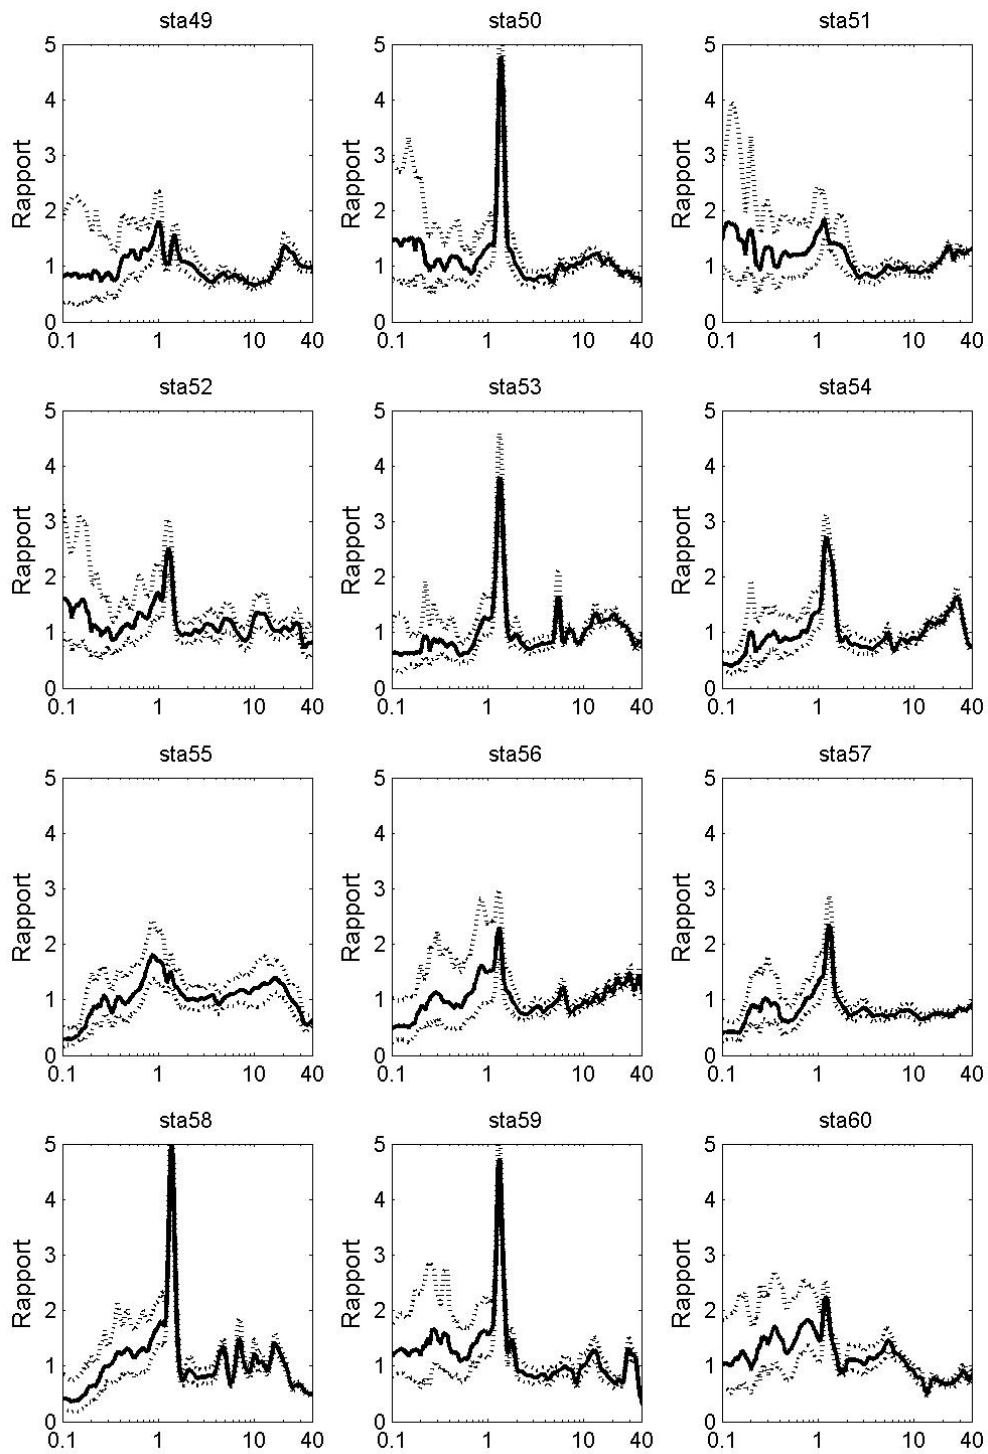 sta49 sta50 sta51
5 5 5
4 4 4
3 3 3
Rapport Rapport Rapport
2 2 2
1 1 1
0 0 0
0.1 1 10 40 0.1 1 10 40 0.1 1 10 40
sta52 sta53 sta54
5 5 5
4 4 4
3 3 3
Rapport Rapport Rapport
2 2 2
1 1 1
0 0 0
0.1 1 10 40 0.1 1 10 40 0.1 1 10 40
sta55 sta56 sta57
5 5 5
4 4 4
3 3 3
Rapport Rapport Rapport
2 2 2
1 1 1
0 0 0
0.1 1 10 40 0.1 1 10 40 0.1 1 10 40
sta58 sta59 sta60
5 5 5
4 4 4
3 3 3
Rapport Rapport Rapport
2 2 2
1 1 1
0 0 0
0.1 1 10 40 0.1 1 10 40 0.1 1 10 40